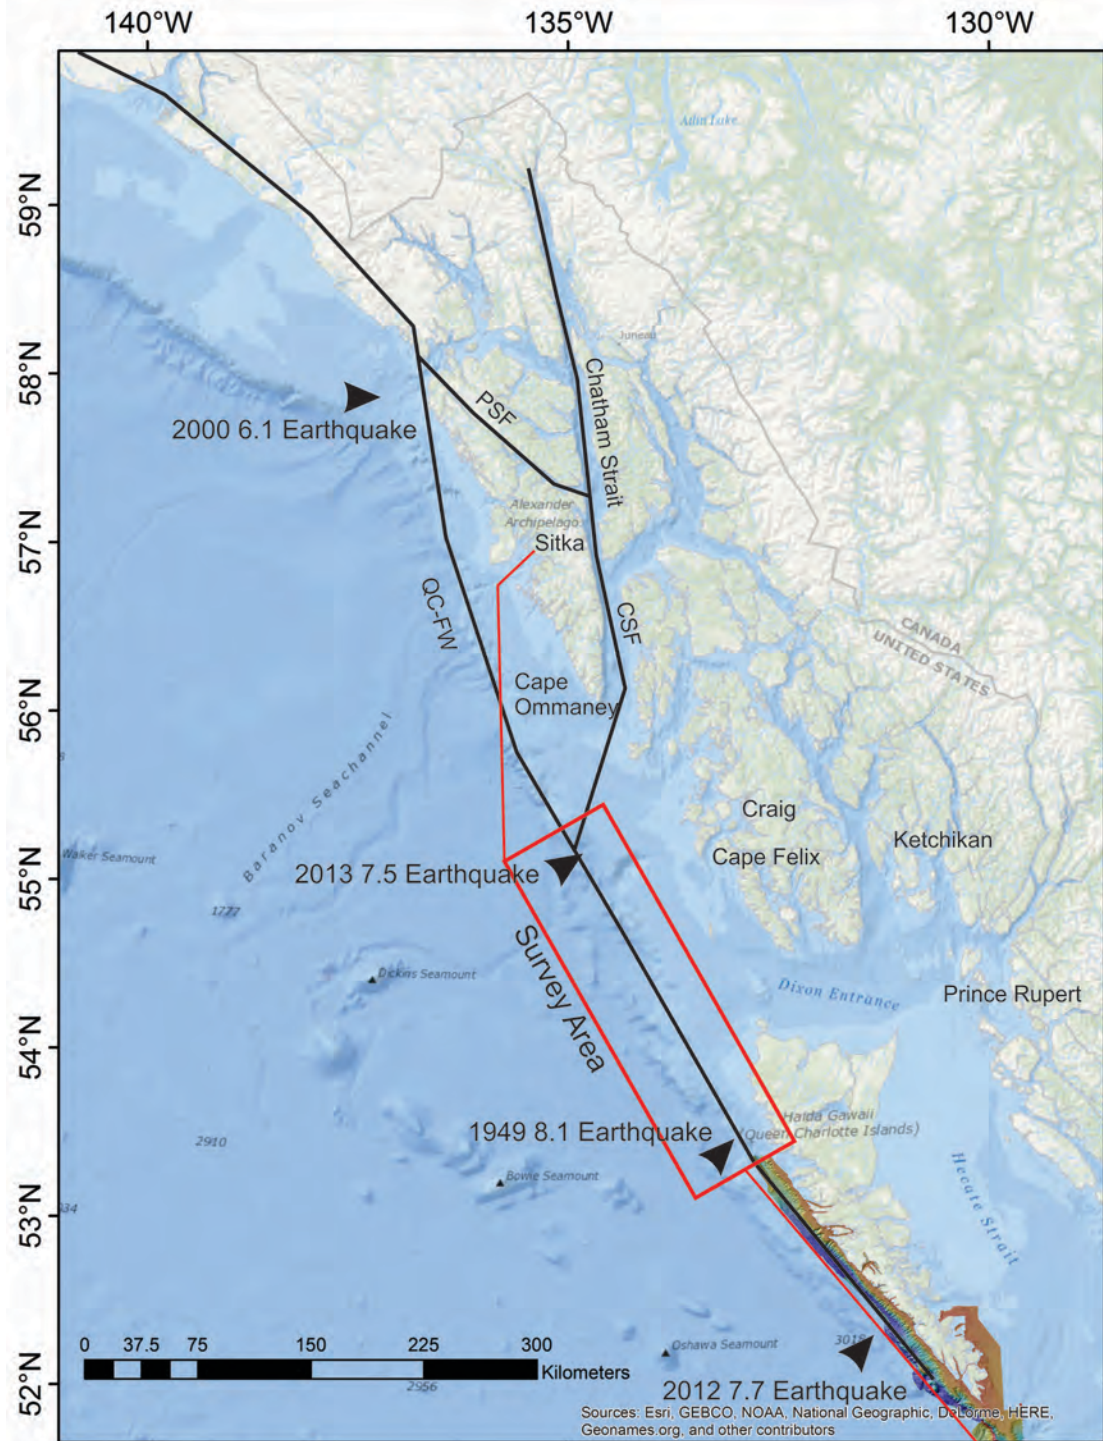 140°W
135°W
130°W
59°N
58°N
57°N
56°N
55°N
54°N
53°N
52°N
Atlin Lake
Juneau
2000 6.1 Earthquake
PSF
Chatham Strait
Alexander
Archipelago
Sitka
QC-FW
CSF
CANADA
UNITED STATES
Cape
Ommaney
Baranov Seachannel
Craig
Ketchikan
Cape Felix
Walker Seamount
2013 7.5 Earthquake
1777
Survey Area
Dickins Seamount
Dixon Entrance
Prince Rupert
Haida Gawaii
(Queen Charlotte Islands)
1949 8.1 Earthquake
2910
Bowie Seamount
Hecate Strait
34
0 37.5 75 150 225 300
Kilometers
Oshawa Seamount
2956
2012 7.7 Earthquake
Sources: Esri, GEBCO, NOAA, National Geographic, DeLorme, HERE,
Geonames.org, and other contributors